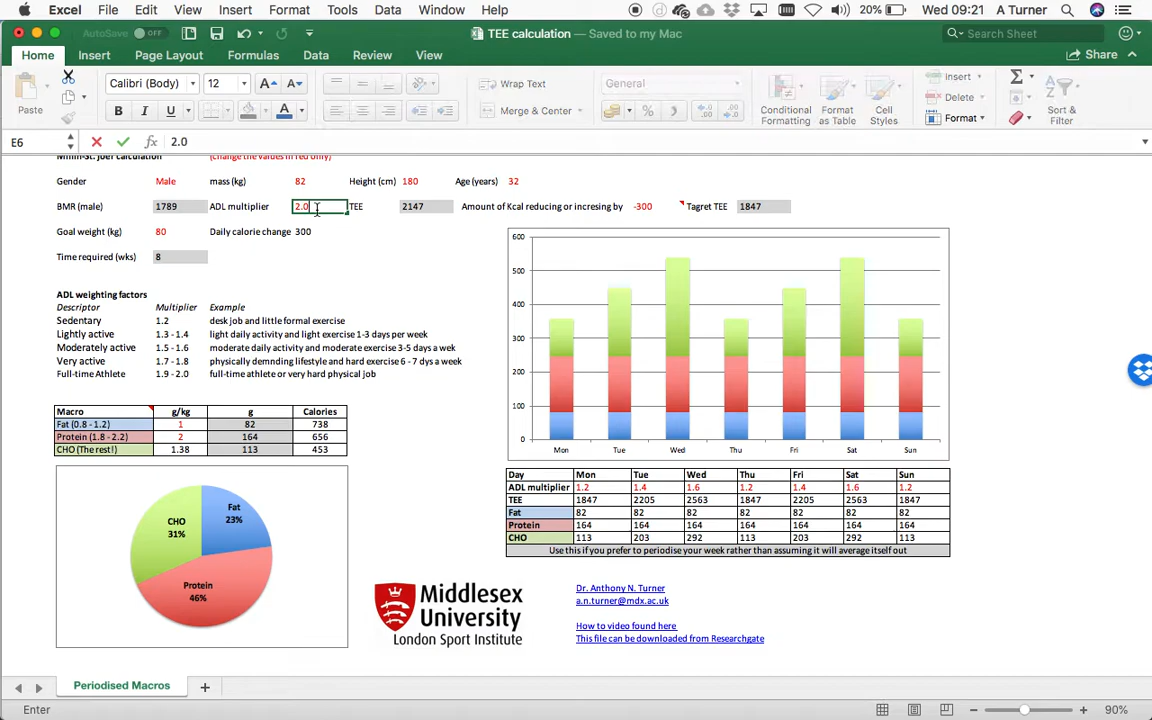 Excel File Edit View Insert Format Tools Data Window Help 20% Wed 09:21 A Turner
AutoSave OFF TEE calculation — Saved to my Mac Search Sheet
Home Insert Page Layout Formulas Data Review View Share
Paste Calibri (Body) 12 A A Wrap Text General Conditional Formatting Format as Table Cell Styles Insert Sort & Filter
B I U A Merge & Center % Delete
Format
E6 fx 2.0
Mifflin-St. Joer calculation (change the values in red only)
Gender Male mass (kg) 82 Height (cm) 180 Age (years) 32
BMR (male) 1789 ADL multiplier 2.0 TEE 2147 Amount of Kcal reducing or incresing by -300 Tagret TEE 1847
Goal weight (kg) 80 Daily calorie change 300
Time required (wks) 8
ADL weighting factors
Descriptor Multiplier Example
Sedentary 1.2 desk job and little formal exercise
Lightly active 1.3 - 1.4 light daily activity and light exercise 1-3 days per week
Moderately active 1.5 - 1.6 moderate daily activity and moderate exercise 3-5 days a wek
Very active 1.7 - 1.8 physically demnding lifestyle and hard exercise 6 - 7 dys a week
Full-time Athlete 1.9 - 2.0 full-time athlete or very hard physical job
Macro g/kg g Calories
Fat (0.8 - 1.2) 1 82 738
Protein (1.8 - 2.2) 2 164 656
CHO (The rest!) 1.38 113 453
CHO 31%
Fat 23%
Protein 46%
600
500
400
300
200
100
0
Mon Tue Wed Thu Fri Sat Sun
Day Mon Tue Wed Thu Fri Sat Sun
ADL multiplier 1.2 1.4 1.6 1.2 1.4 1.6 1.2
TEE 1847 2205 2563 1847 2205 2563 1847
Fat 82 82 82 82 82 82 82
Protein 164 164 164 164 164 164 164
CHO 113 203 292 113 203 292 113
Use this if you prefer to periodise your week rather than assuming it will average itself out
Middlesex
University
London Sport Institute
Dr. Anthony N. Turner
a.n.turner@mdx.ac.uk
How to video found here
This file can be downloaded from Researchgate
Periodised Macros
Enter 90%